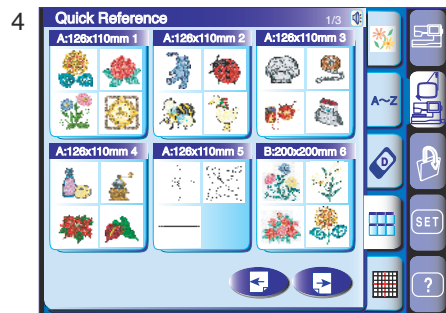 4
Quick Reference 1/3
A:126x110mm 1 A:126x110mm 2 A:126x110mm 3
A:126x110mm 4 A:126x110mm 5 B:200x200mm 6
A~Z
D
SET
?